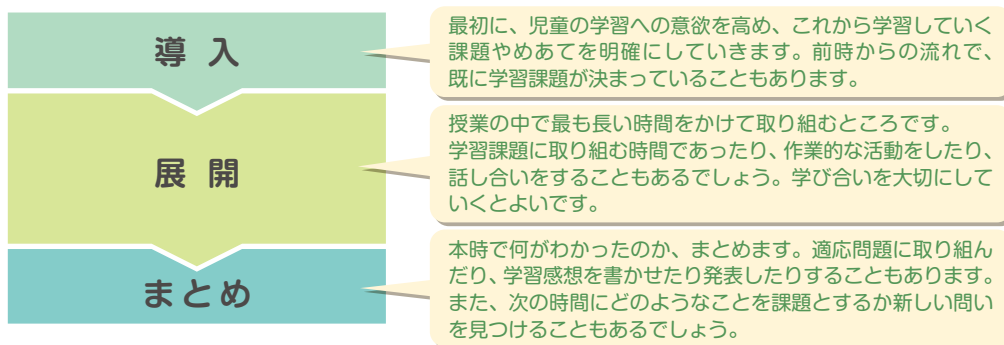 導入
最初に、児童の学習への意欲を高め、これから学習していく
課題やめあてを明確にしていきます。前時からの流れで、
既に学習課題が決まっていることもあります。
展開
授業の中で最も長い時間をかけて取り組むところです。
学習課題に取り組む時間であったり、作業的な活動をしたり、
話し合いをすることもあるでしょう。学び合いを大切にして
いくとよいです。
まとめ
本時で何がわかったのか、まとめます。適応問題に取り組ん
だり、学習感想を書かせたり発表したりすることもあります。
また、次の時間にどのようなことを課題とするか新しい問い
を見つけることもあるでしょう。